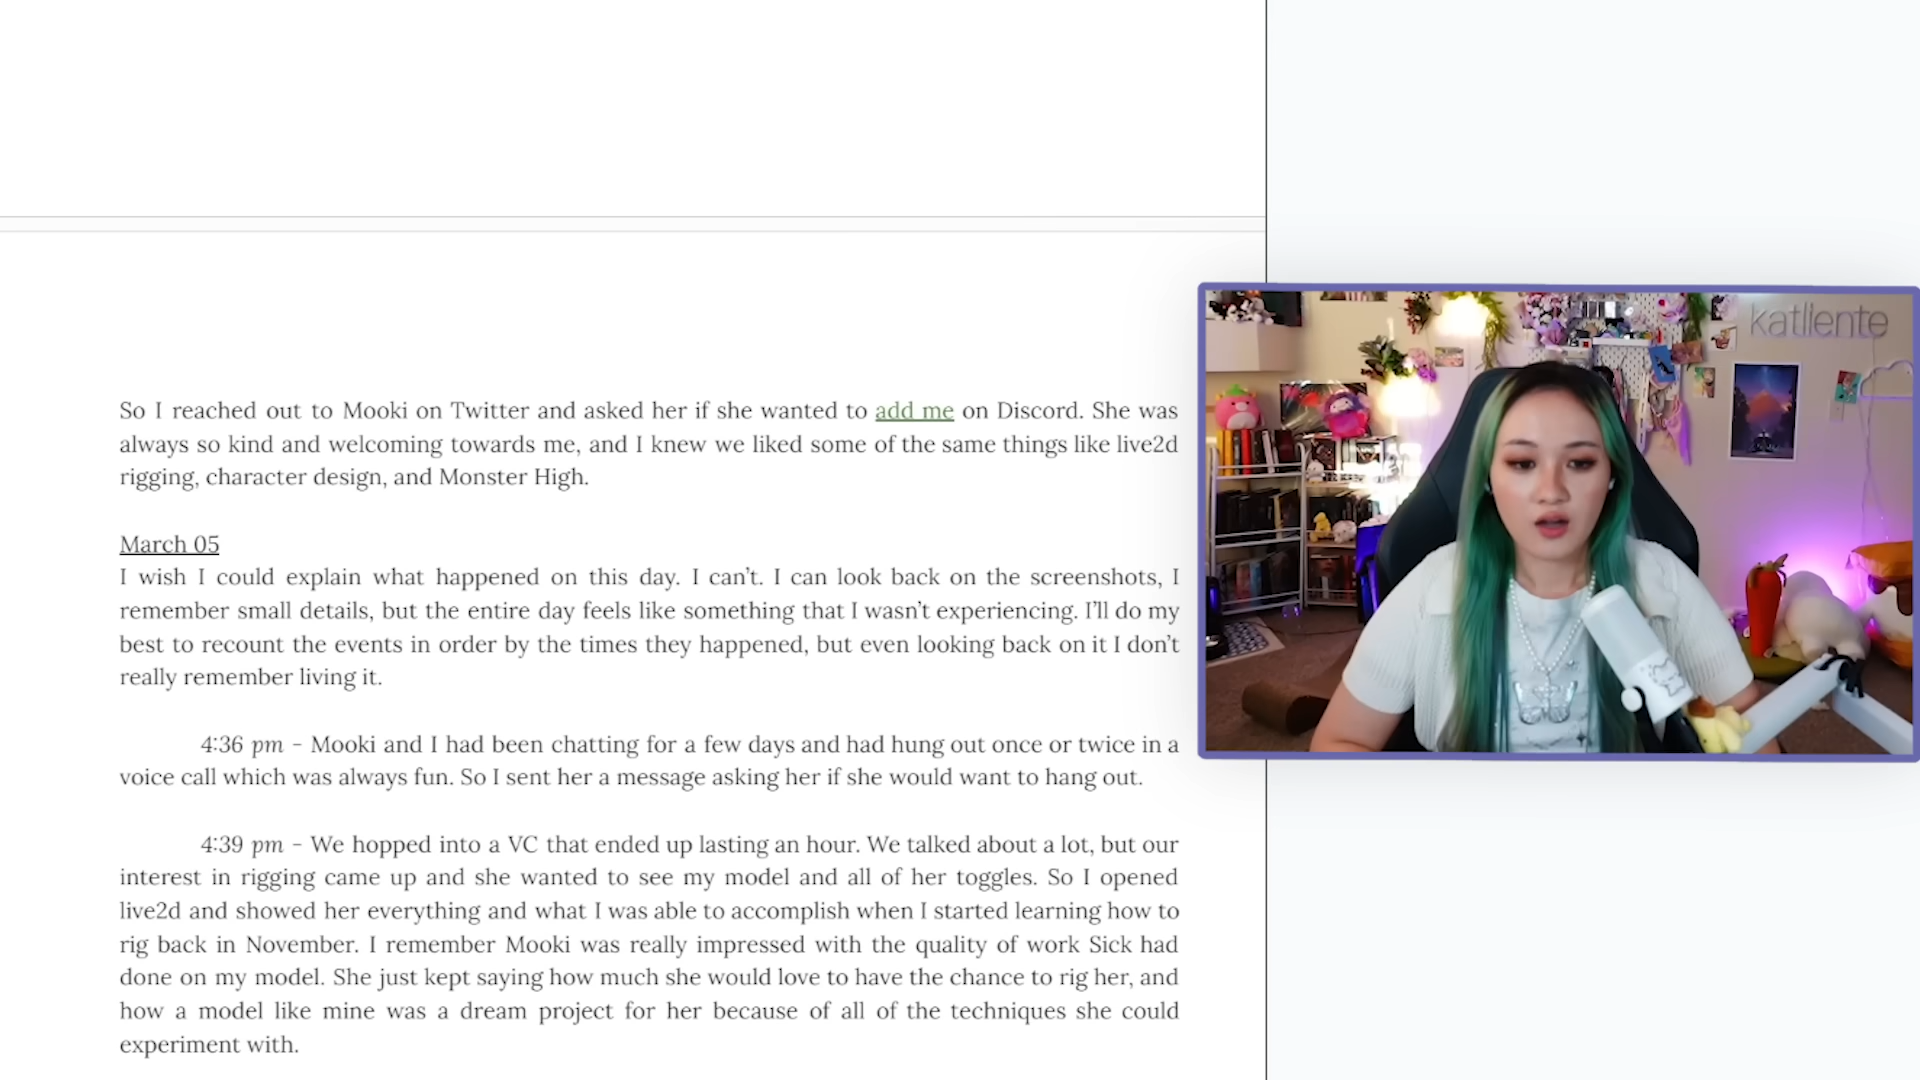 So I reached out to Mooki on Twitter and asked her if she wanted to add me on Discord. She was
always so kind and welcoming towards me, and I knew we liked some of the same things like live2d
rigging, character design, and Monster High.
March 05
I wish I could explain what happened on this day. I can't. I can look back on the screenshots, I
remember small details, but the entire day feels like something that I wasn't experiencing. I'll do my
best to recount the events in order by the times they happened, but even looking back on it I don't
really remember living it.
4:36 pm - Mooki and I had been chatting for a few days and had hung out once or twice in a
voice call which was always fun. So I sent her a message asking her if she would want to hang out.
4:39 pm - We hopped into a VC that ended up lasting an hour. We talked about a lot, but our
interest in rigging came up and she wanted to see my model and all of her toggles. So I opened
live2d and showed her everything and what I was able to accomplish when I started learning how to
rig back in November. I remember Mooki was really impressed with the quality of work Sick had
done on my model. She just kept saying how much she would love to have the chance to rig her, and
how a model like mine was a dream project for her because of all of the techniques she could
experiment with.
katliente